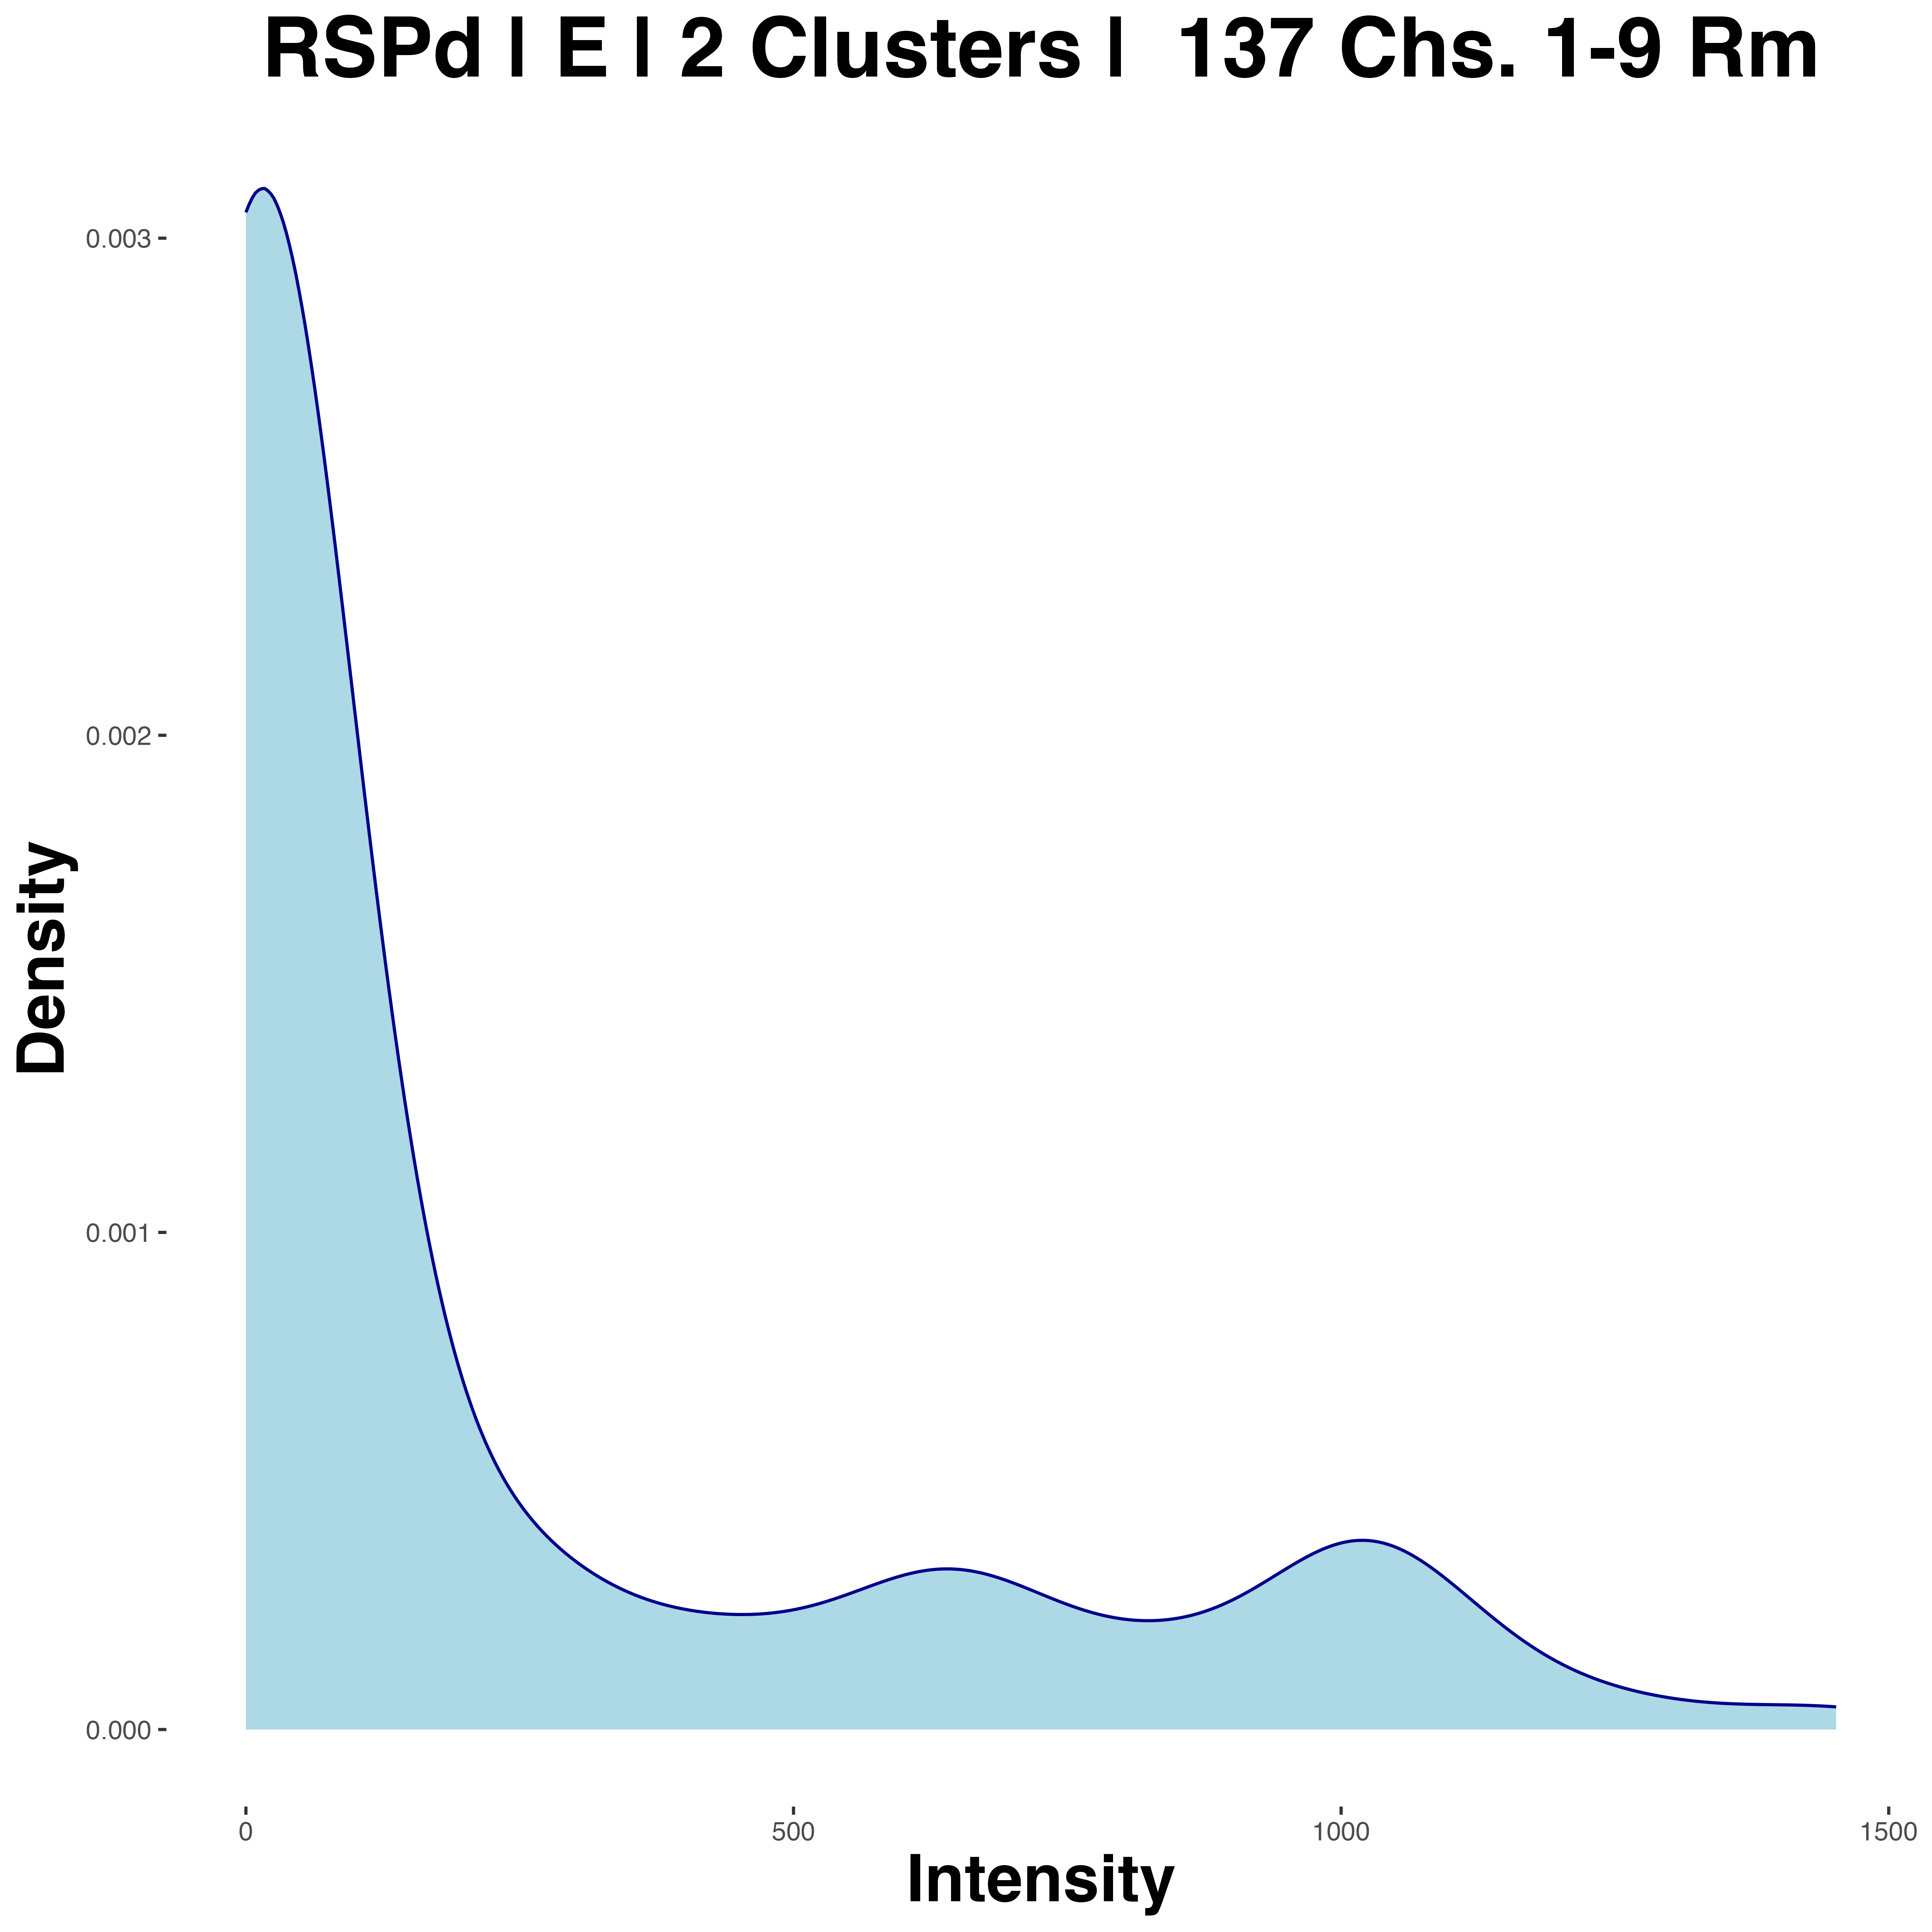 RSPd | E | 2 Clusters |  137 Chs. 1-9 Rm
0.003
0.002
0.001
0.000
Density
0
500
1000
1500
Intensity